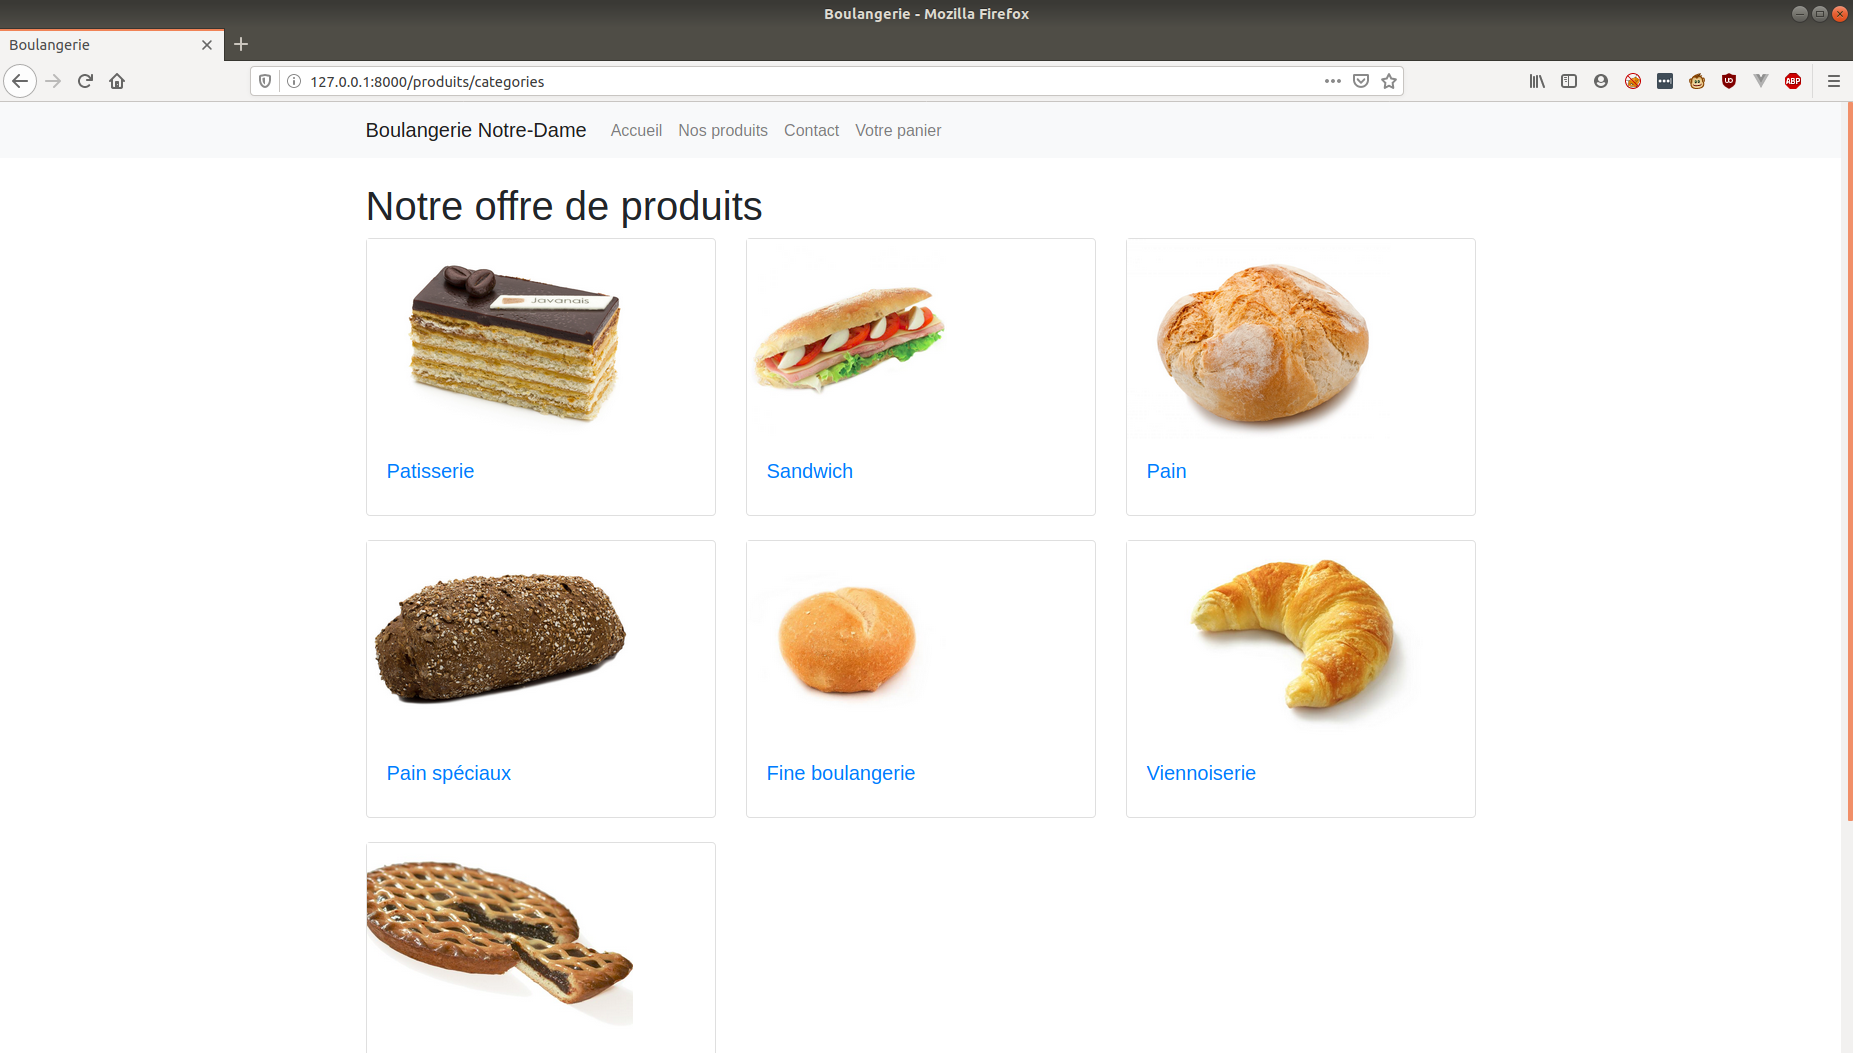 Boulangerie - Mozilla Firefox
Boulangerie
127.0.0.1:8000/produits/categories
ABP
Boulangerie Notre-Dame Accueil Nos produits Contact Votre panier
Notre offre de produits
Javanais
Patisserie Sandwich Pain
Pain spéciaux Fine boulangerie Viennoiserie